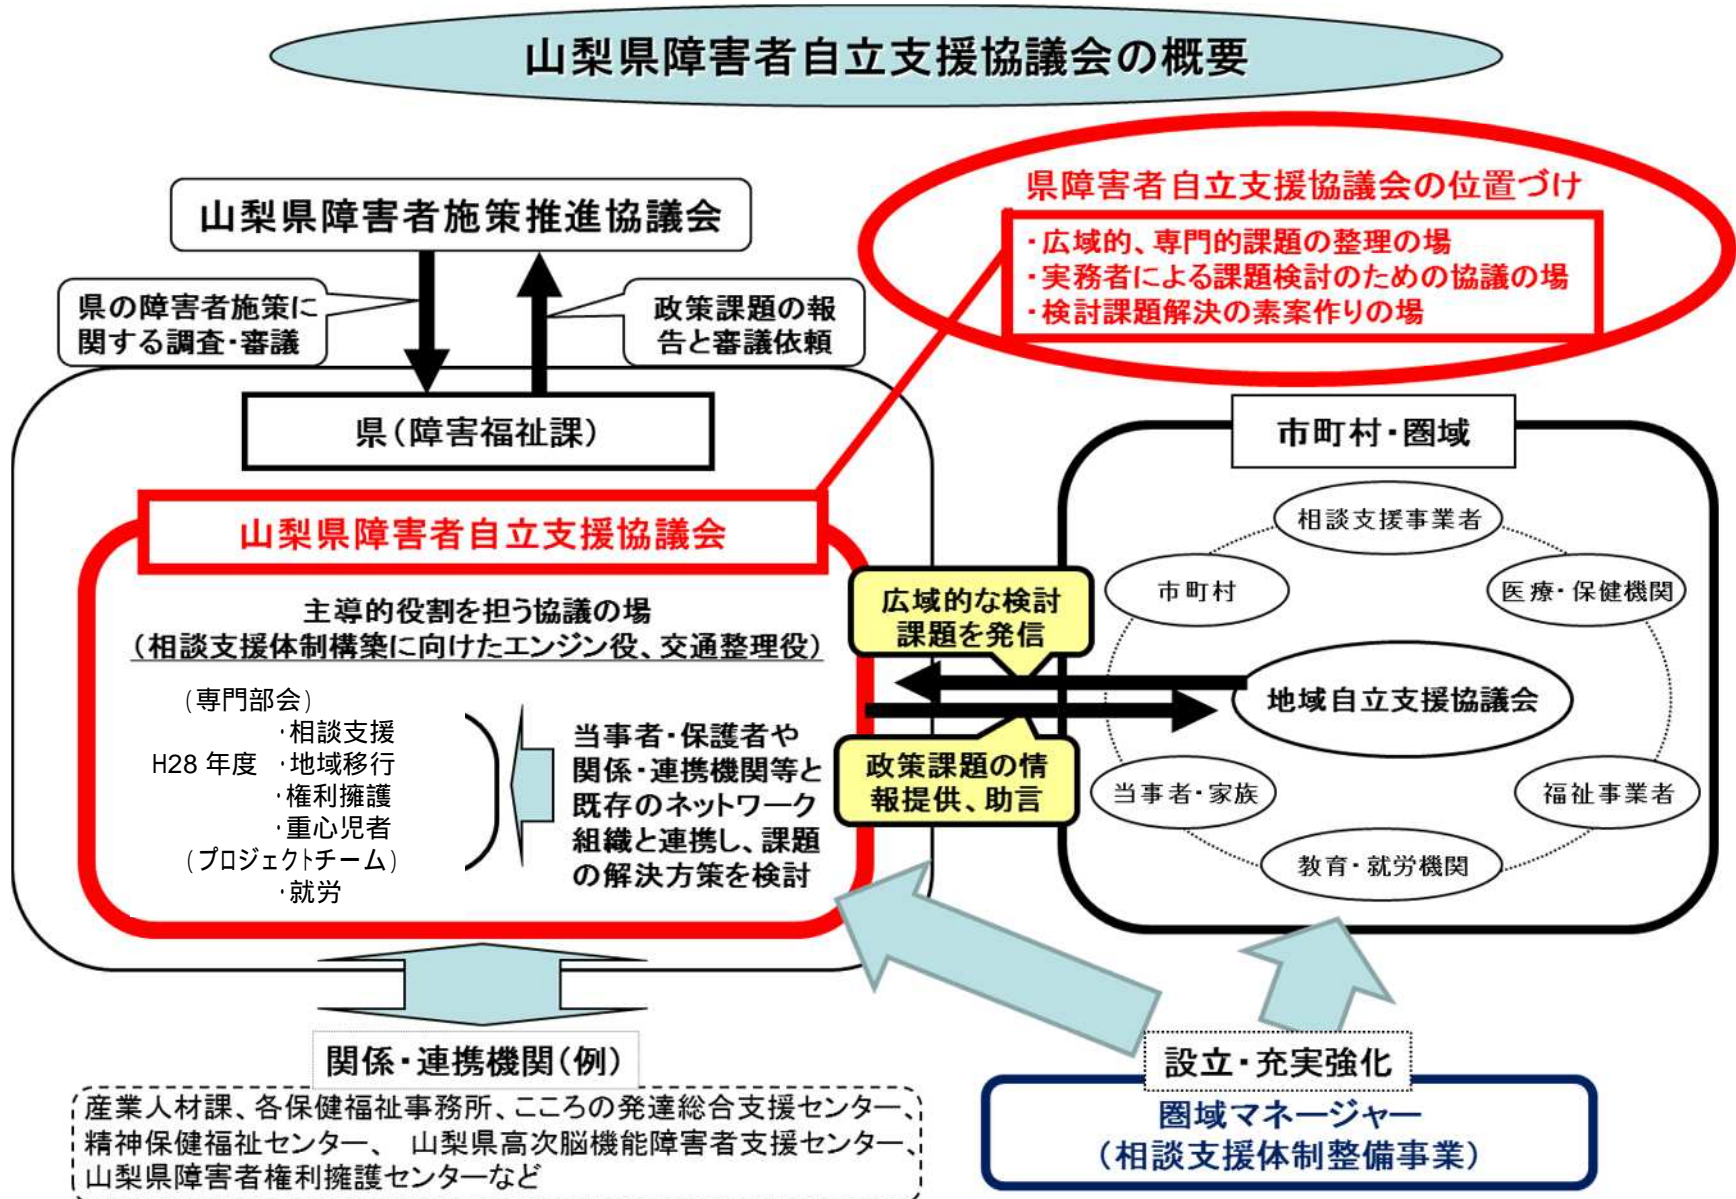 山梨県障害者自立支援協議会の概要
県障害者自立支援協議会の位置づけ
・広域的、専門的課題の整理の場
・実務者による課題検討のための協議の場
・検討課題解決の素案作りの場
山梨県障害者施策推進協議会
県の障害者施策に
関する調査・審議
政策課題の報
告と審議依頼
県(障害福祉課)
山梨県障害者自立支援協議会
主導的役割を担う協議の場
(相談支援体制構築に向けたエンジン役、交通整理役)
(専門部会)
・相談支援
H28 年度 ・地域移行
・権利擁護
・重心児者
(プロジェクトチーム)
・就労
当事者・保護者や
関係・連携機関等と
既存のネットワーク
組織と連携し、課題
の解決方策を検討
広域的な検討
課題を発信
政策課題の情
報提供、助言
市町村・圏域
相談支援事業者
市町村
医療・保健機関
地域自立支援協議会
当事者・家族
福祉事業者
教育・就労機関
関係・連携機関(例)
産業人材課、各保健福祉事務所、こころの発達総合支援センター、
精神保健福祉センター、 山梨県高次脳機能障害者支援センター、
山梨県障害者権利擁護センターなど
設立・充実強化
圏域マネージャー
(相談支援体制整備事業)